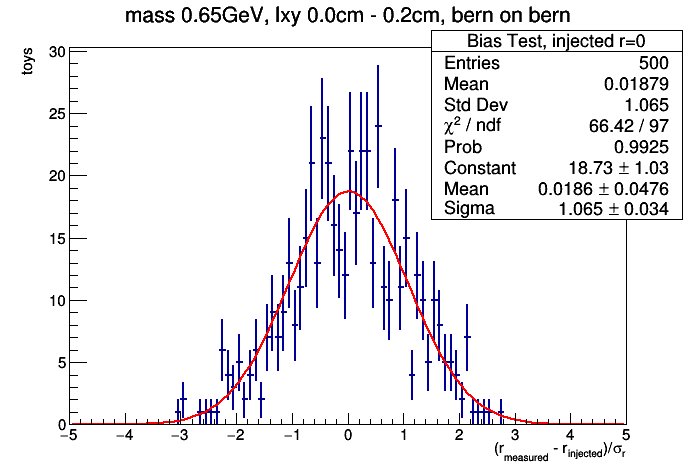 mass 0.65GeV, lxy 0.0cm - 0.2cm, bern on bern
Bias Test, injected r=0
Entries 500
Mean 0.01879
Std Dev 1.065
χ² / ndf 66.42 / 97
Prob 0.9925
Constant 18.73 ± 1.03
Mean 0.0186 ± 0.0476
Sigma 1.065 ± 0.034
toys
30
25
20
15
10
5
0
−5 −4 −3 −2 −1 0 1 2 3 4 5
(r_measured - r_injected)/σ_r